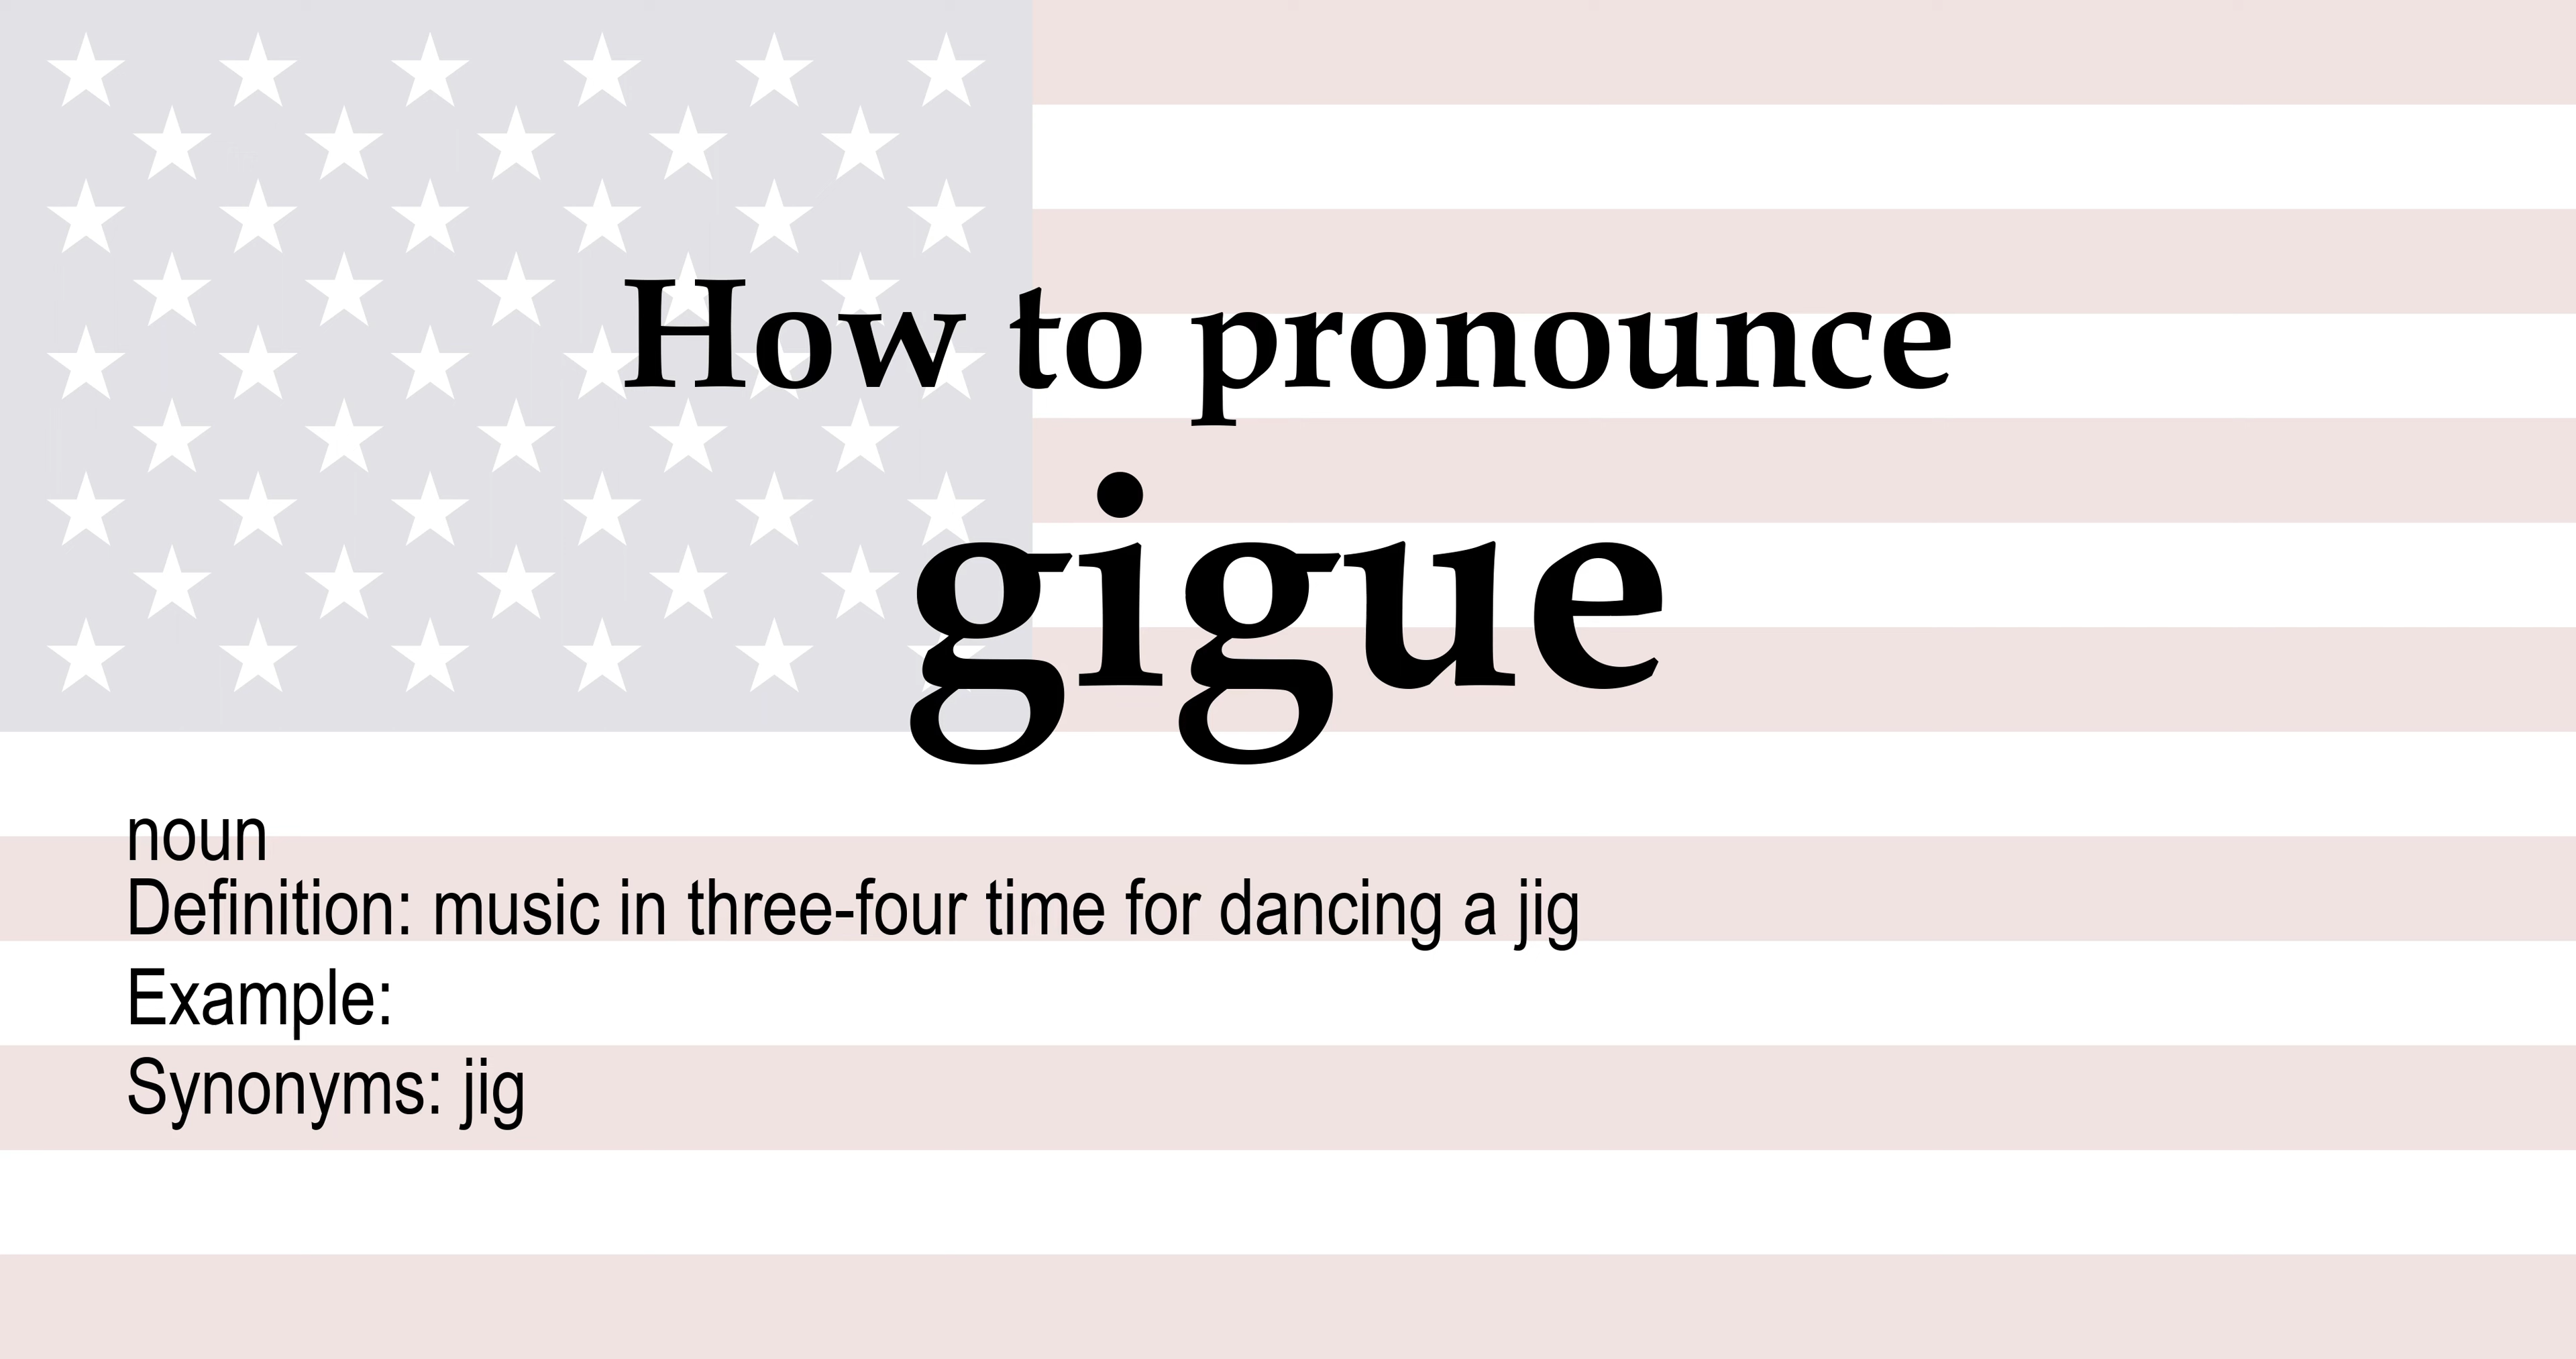 How to pronounce
gigue
noun
Definition: music in three-four time for dancing a jig
Example:
Synonyms: jig